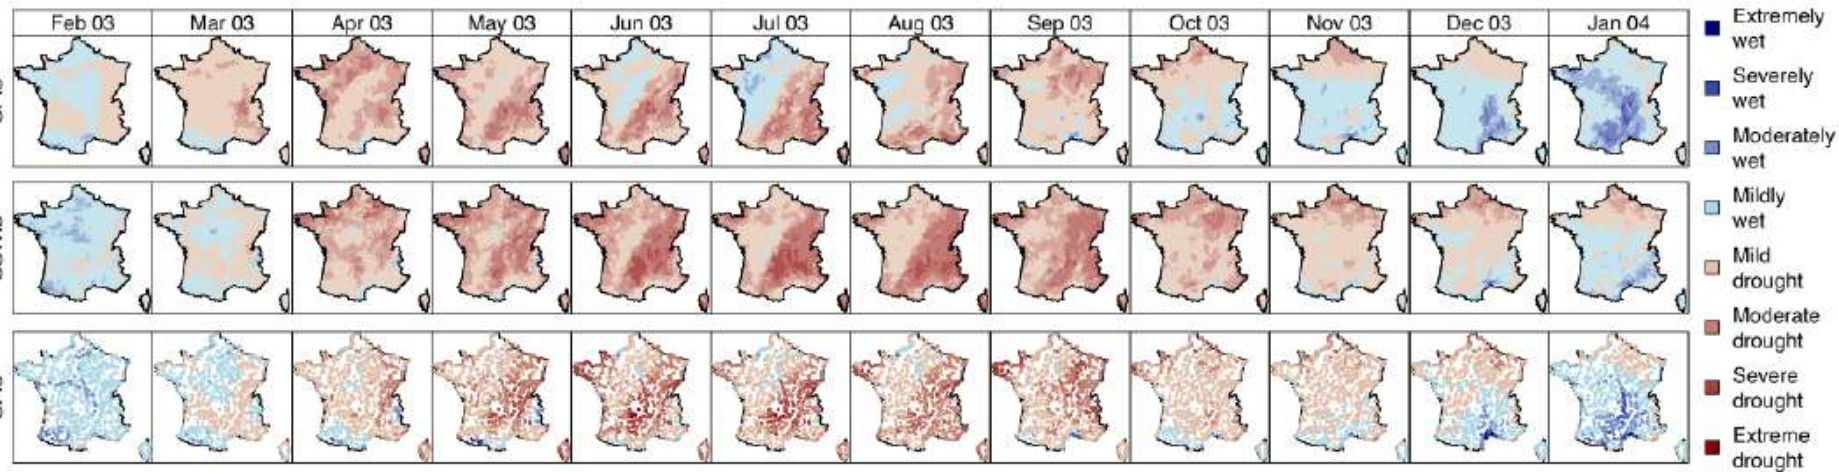 Feb 03 Mar 03 Apr 03 May 03 Jun 03 Jul 03 Aug 03 Sep 03 Oct 03 Nov 03 Dec 03 Jan 04
Extremely
wet
Severely
wet
Moderately
wet
Mildly
wet
Mild
drought
Moderate
drought
Severe
drought
Extreme
drought